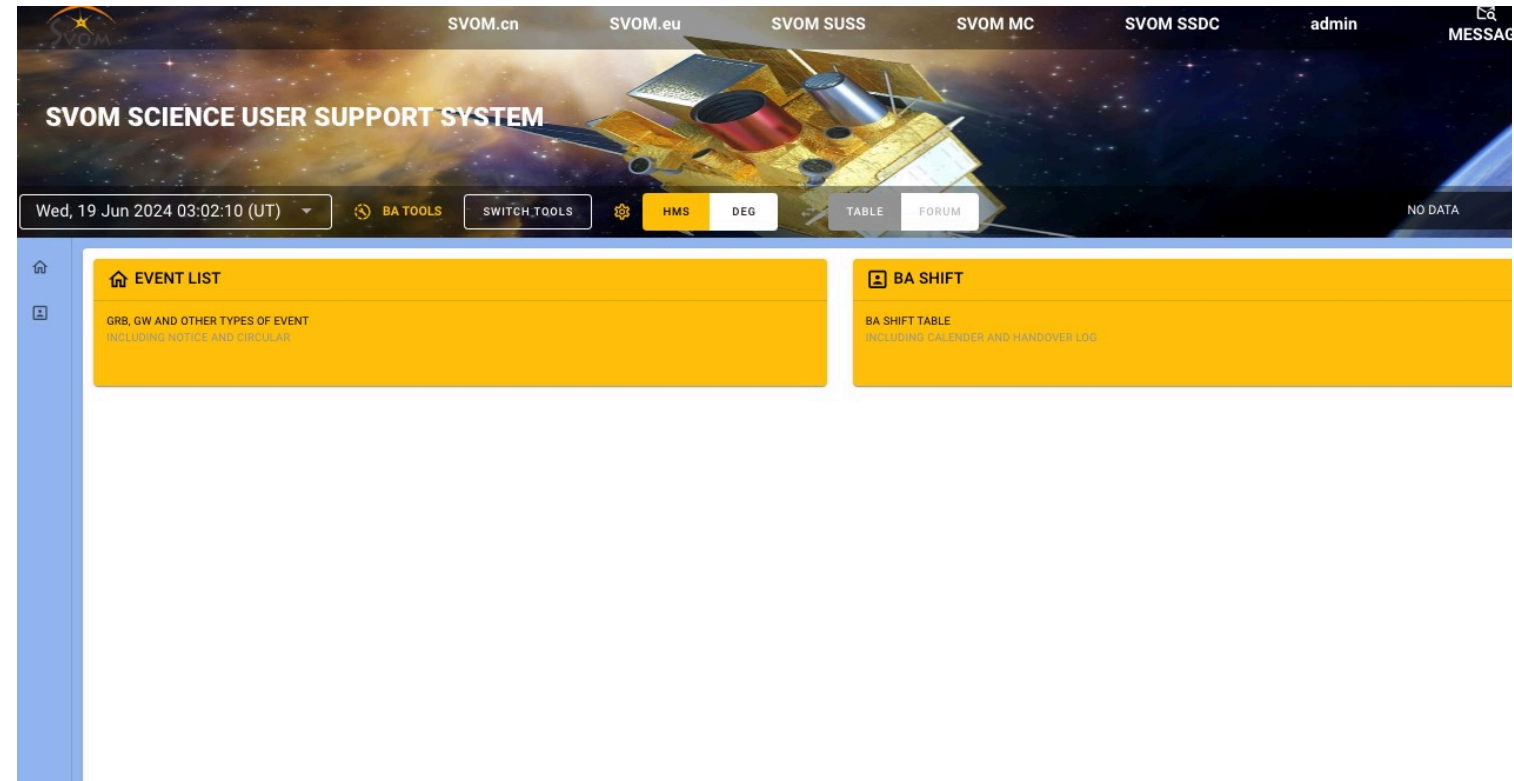 SVOM
SVOM.cn
SVOM.eu
SVOM SUSS
SVOM MC
SVOM SSDC
admin
MESSAG
SVOM SCIENCE USER SUPPORT SYSTEM
Wed, 19 Jun 2024 03:02:10 (UT)
BA TOOLS
SWITCH TOOLS
HMS
DEG
TABLE
FORUM
NO DATA
EVENT LIST
GRB, GW AND OTHER TYPES OF EVENT
INCLUDING NOTICE AND CIRCULAR
BA SHIFT
BA SHIFT TABLE
INCLUDING CALENDER AND HANDOVER LOG